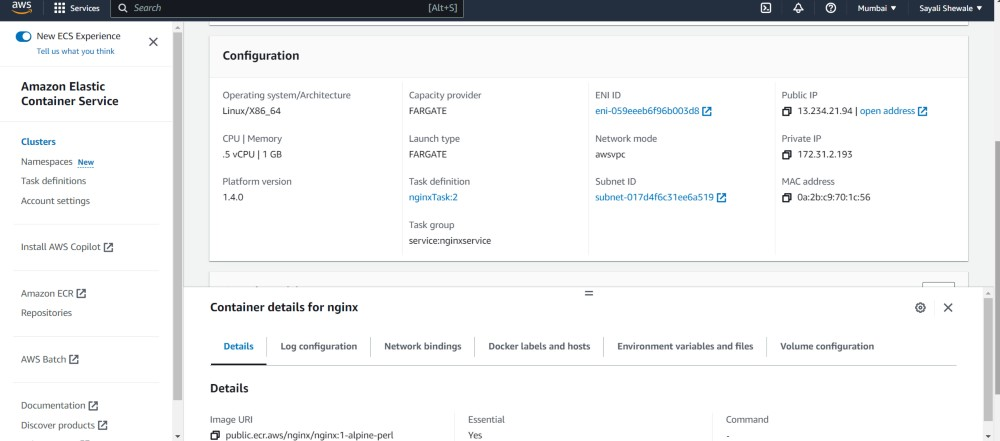 aws
Services
Search
[Alt+S]
Mumbai
Sayali Shewale
New ECS Experience
Tell us what you think
Amazon Elastic
Container Service
Clusters
Namespaces New
Task definitions
Account settings
Install AWS Copilot
Amazon ECR
Repositories
AWS Batch
Documentation
Discover products
Configuration
Operating system/Architecture
Linux/X86_64
CPU | Memory
.5 vCPU | 1 GB
Platform version
1.4.0
Capacity provider
FARGATE
Launch type
FARGATE
Task definition
nginxTask:2
Task group
service:nginxservice
ENI ID
eni-059eeeb6f96b003d8
Network mode
awsvpc
Subnet ID
subnet-017d4f6c31ee6a519
Public IP
13.234.21.94 | open address
Private IP
172.31.2.193
MAC address
0a:2b:c9:70:1c:56
Container details for nginx
Details
Log configuration
Network bindings
Docker labels and hosts
Environment variables and files
Volume configuration
Details
Image URI
public.ecr.aws/nginx/nginx:1-alpine-perl
Essential
Yes
Command
-